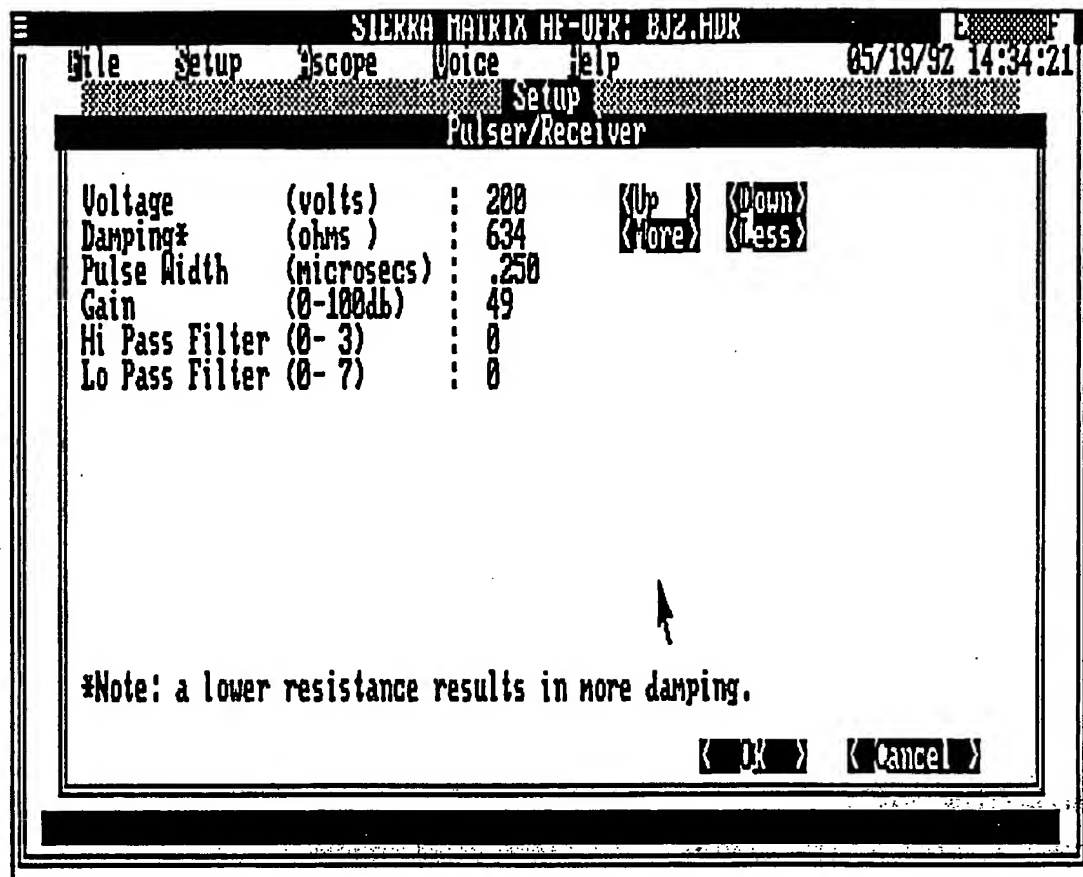 SIERRA MATRIX HF-UFR: BJ2.HDR
File Setup Ascope Voice Help 05/19/92 14:34:21
Setup
Pulser/Receiver
Voltage (volts) : 200 <Up > <Down>
Damping* (ohms ) : 634 <More> <Less>
Pulse Width (microsecs) : .250
Gain (0-100db) : 49
Hi Pass Filter (0- 3) : 0
Lo Pass Filter (0- 7) : 0
*Note: a lower resistance results in more damping.
< OK > < Cancel >